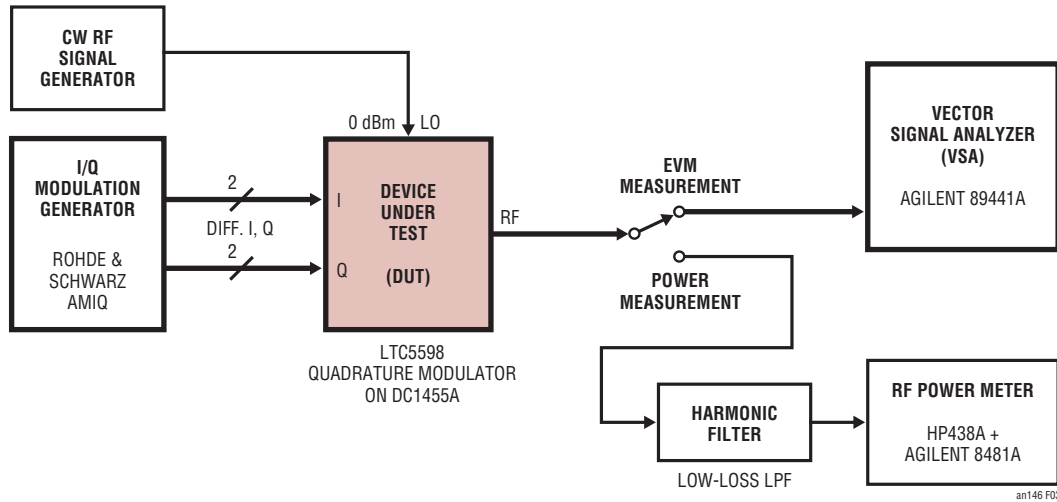 CW RF
SIGNAL
GENERATOR
0 dBm
LO
I/Q
MODULATION
GENERATOR
ROHDE &
SCHWARZ
AMIQ
2
DIFF. I, Q
2
I
Q
DEVICE
UNDER
TEST
(DUT)
LTC5598
QUADRATURE MODULATOR
ON DC1455A
RF
EVM
MEASUREMENT
POWER
MEASUREMENT
VECTOR
SIGNAL ANALYZER
(VSA)
AGILENT 89441A
HARMONIC
FILTER
LOW-LOSS LPF
RF POWER METER
HP438A +
AGILENT 8481A
an146 F03